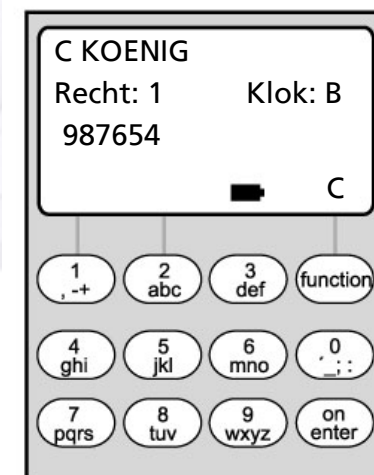 C KOENIG
Recht: 1 Klok: B
987654
C
1 2 3 function
, -+ abc def
4 5 6 0
ghi jkl mno ´_; :
7 8 9 on
pqrs tuv wxyz enter